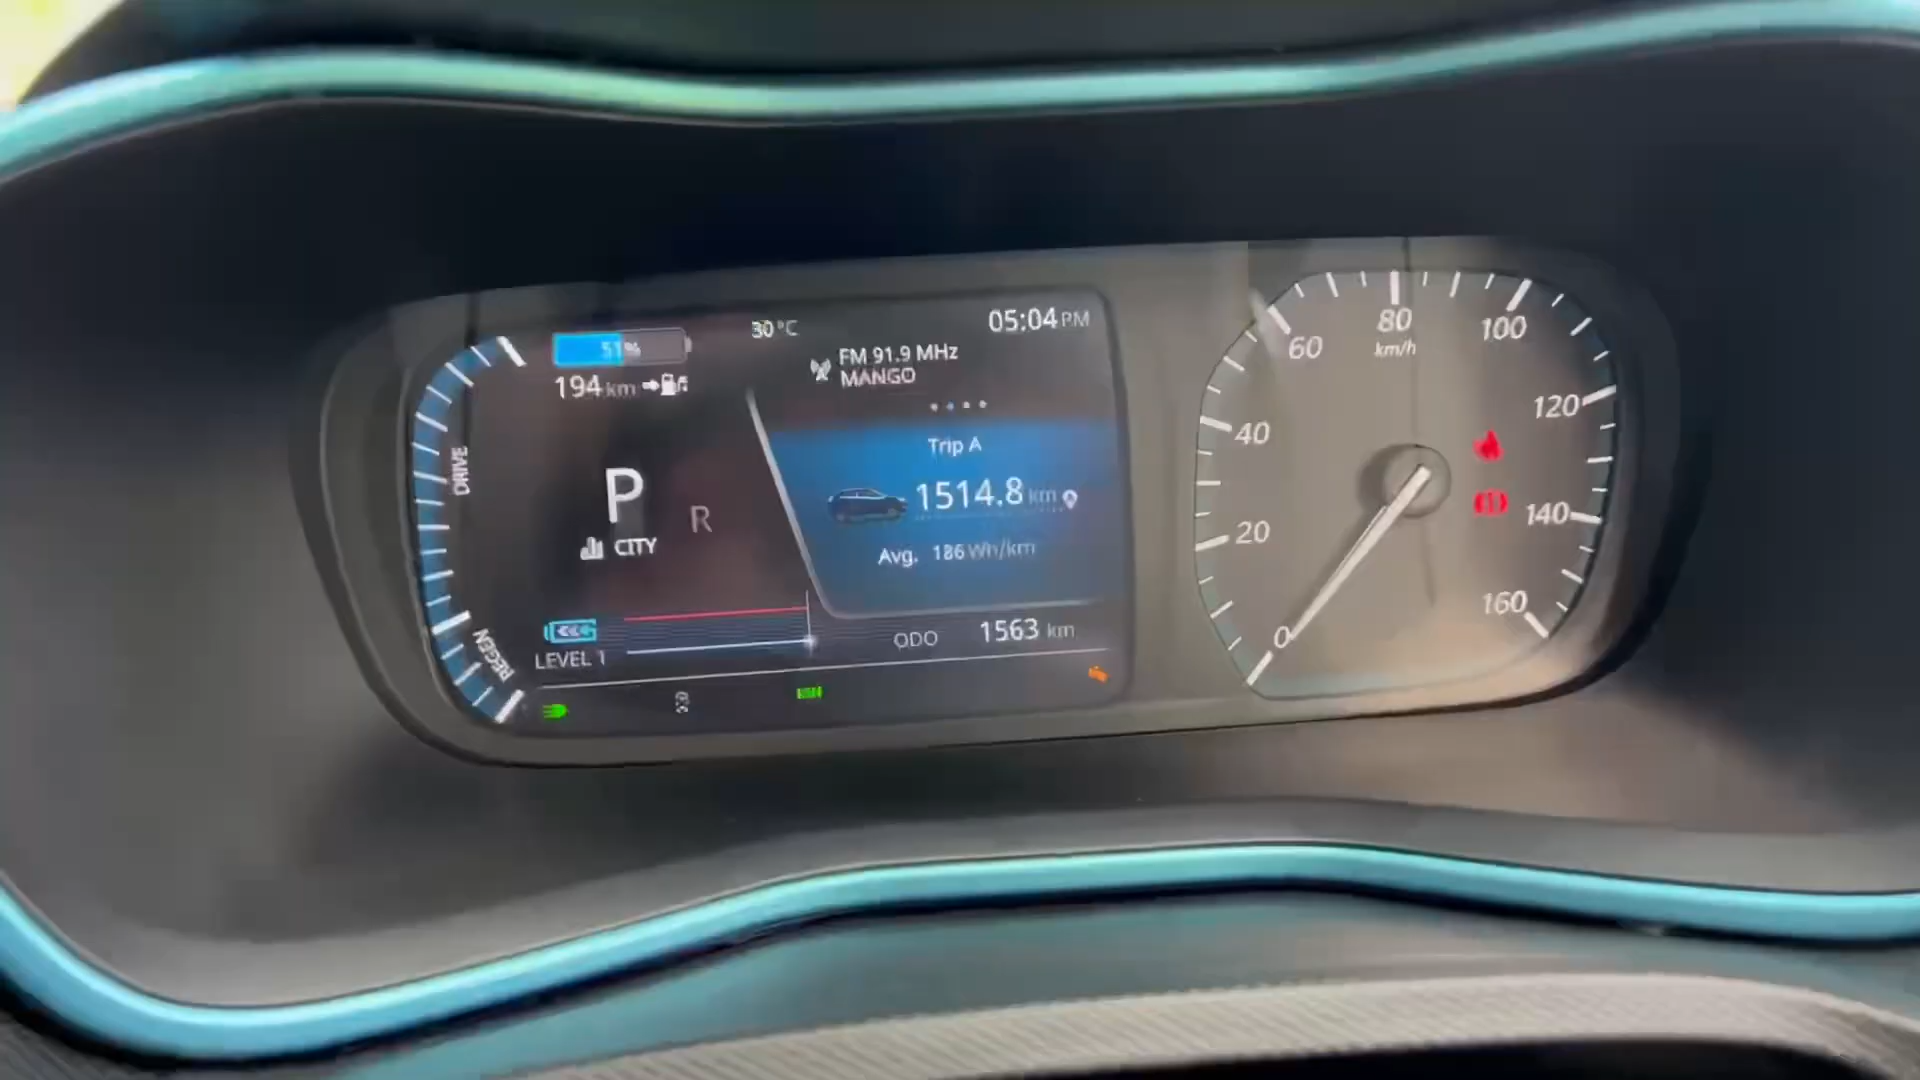 51%
30°C
05:04 PM
194 km
FM 91.9 MHz
MANGO
Trip A
1514.8 km
Avg. 186 Wh/km
DRIVE
P
R
CITY
REGEN
LEVEL 1
ODO 1563 km
0
20
40
60
80
km/h
100
120
140
160